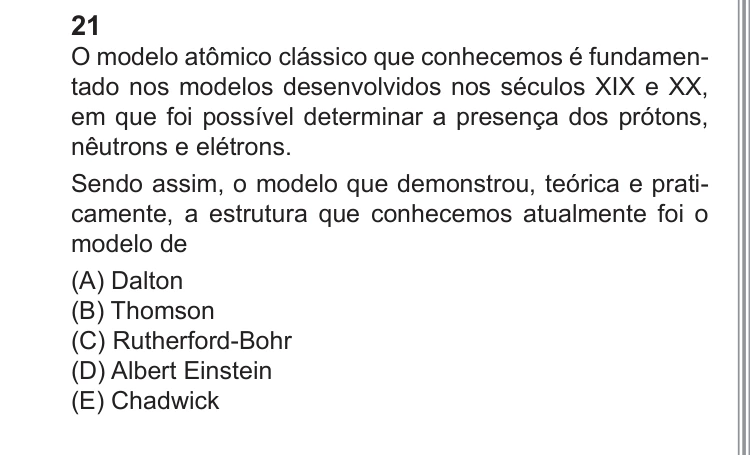 21
O modelo atômico clássico que conhecemos é fundamen-
tado nos modelos desenvolvidos nos séculos XIX e XX,
em que foi possível determinar a presença dos prótons,
nêutrons e elétrons.
Sendo assim, o modelo que demonstrou, teórica e prati-
camente, a estrutura que conhecemos atualmente foi o
modelo de
(A) Dalton
(B) Thomson
(C) Rutherford-Bohr
(D) Albert Einstein
(E) Chadwick